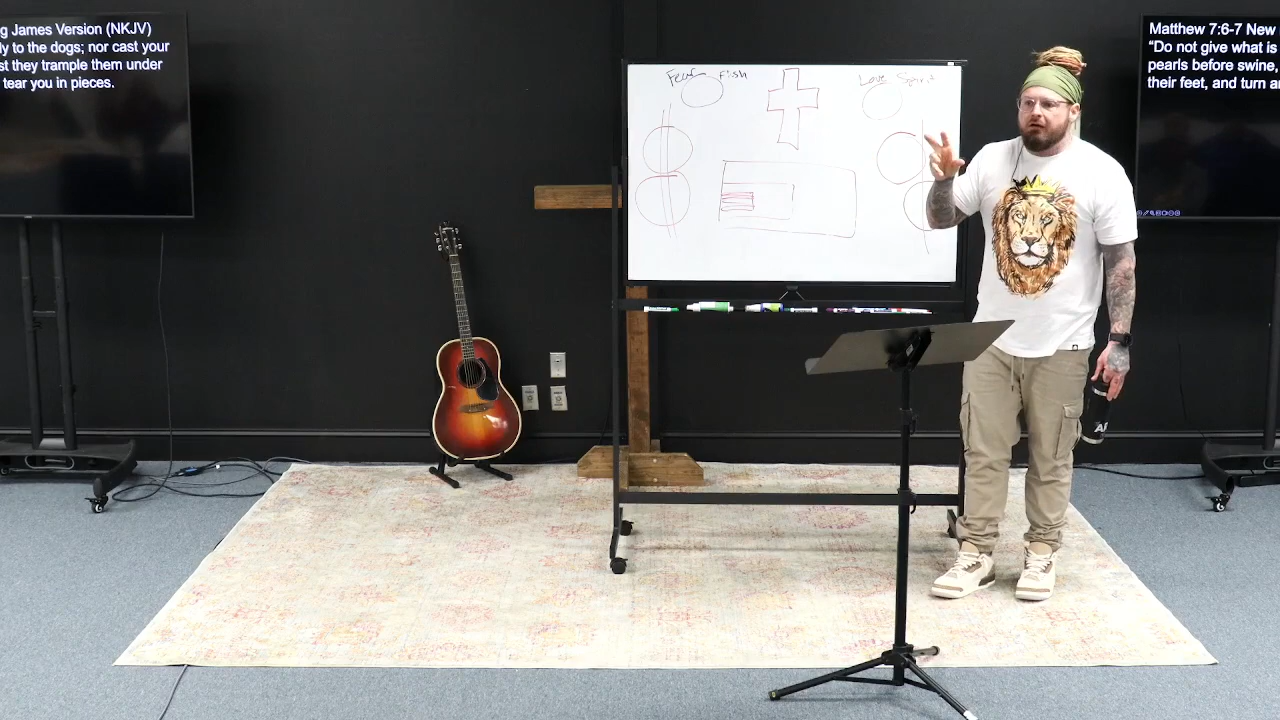 g James Version (NKJV)
ly to the dogs; nor cast your
st they trample them under
tear you in pieces.
Fear Fish
Love Spirit
Matthew 7:6-7 New
“Do not give what is
pearls before swine,
their feet, and turn a